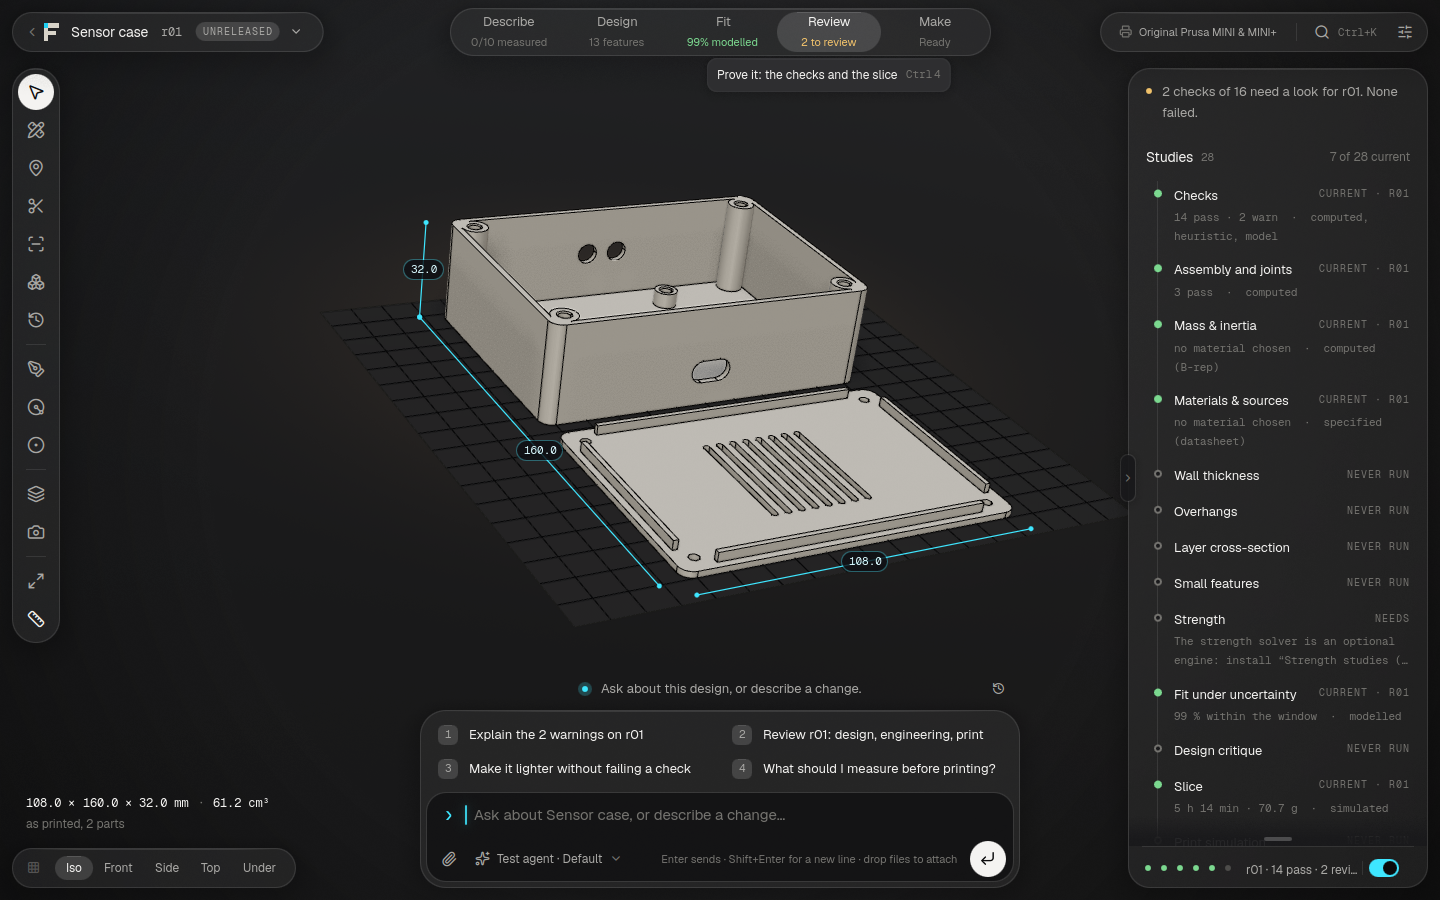 Sensor case r01 UNRELEASED
Describe
0/10 measured
Design
13 features
Fit
99% modelled
Review
2 to review
Make
Ready
Original Prusa MINI & MINI+
Ctrl+K
Prove it: the checks and the slice Ctrl 4
2 checks of 16 need a look for r01. None
failed.
Studies 28 7 of 28 current
Checks CURRENT · R01
14 pass · 2 warn · computed,
heuristic, model
Assembly and joints CURRENT · R01
3 pass · computed
Mass & inertia CURRENT · R01
no material chosen · computed
(B-rep)
Materials & sources CURRENT · R01
no material chosen · specified
(datasheet)
Wall thickness NEVER RUN
Overhangs NEVER RUN
Layer cross-section NEVER RUN
Small features NEVER RUN
Strength NEEDS
The strength solver is an optional
engine: install “Strength studies (…
Fit under uncertainty CURRENT · R01
99 % within the window · modelled
Design critique NEVER RUN
Slice CURRENT · R01
5 h 14 min · 70.7 g · simulated
Print simulation NEVER RUN
r01 · 14 pass · 2 revi…
32.0
160.0
108.0
Ask about this design, or describe a change.
1 Explain the 2 warnings on r01
2 Review r01: design, engineering, print
3 Make it lighter without failing a check
4 What should I measure before printing?
Ask about Sensor case, or describe a change…
Test agent · Default
Enter sends · Shift+Enter for a new line · drop files to attach
108.0 × 160.0 × 32.0 mm · 61.2 cm³
as printed, 2 parts
Iso Front Side Top Under